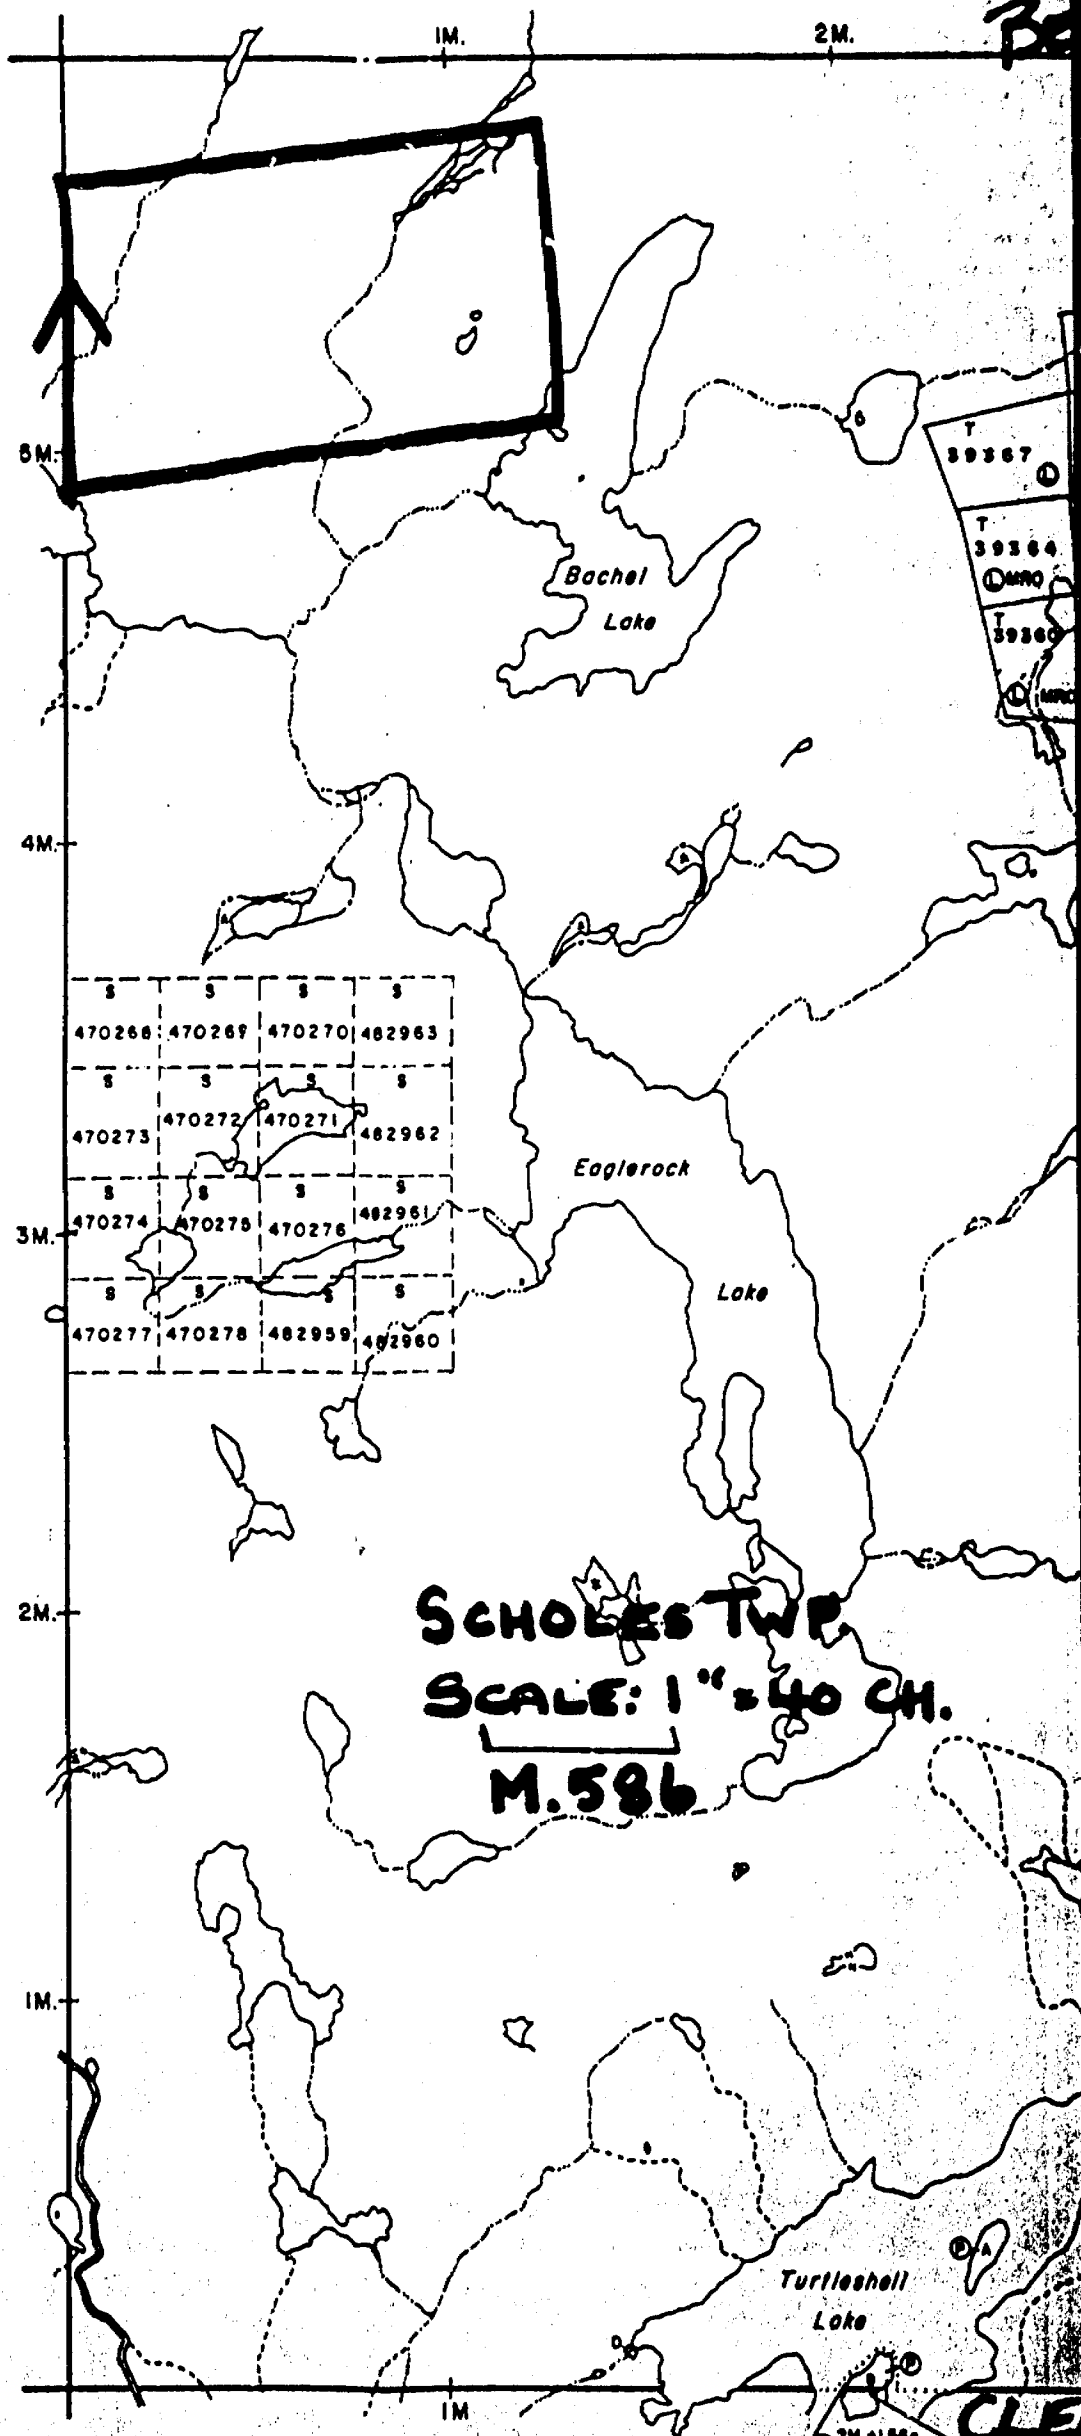 1M.
2M.
5M.
T
39367
L
T
39364
L MRO
T
39360
L
Bachel
Lake
4M.
S S S S
470268 470269 470270 482963
S S S S
470273 470272 470271 482962
S S S S
470274 470275 470276 482961
3M.
S S S S
470277 470278 482959 482960
Eaglerock
Lake
2M.
SCHOLES TWP.
SCALE: 1" = 40 CH.
M.586
1M.
P A
Turtleshell
Lake
P
1M
CLE